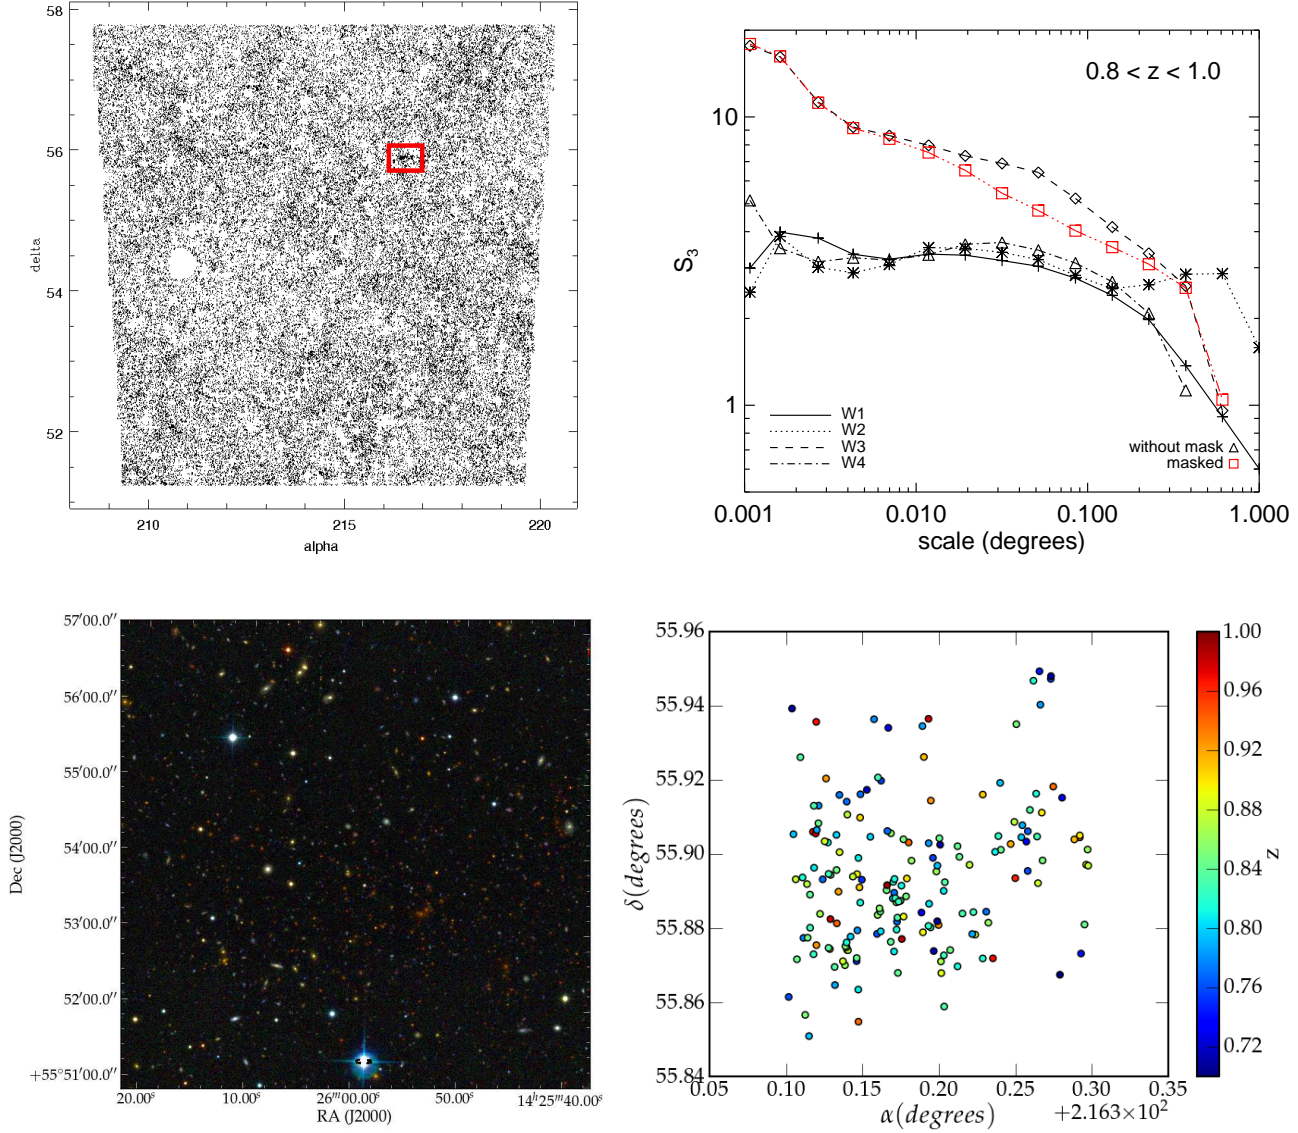 58
56
54
52
delta
210
215
220
alpha
0.8 < z < 1.0
10
1
S3
W1
W2
W3
W4
without mask
masked
0.001
0.010
0.100
1.000
scale (degrees)
57′00.0″
56′00.0″
55′00.0″
54′00.0″
53′00.0″
52′00.0″
+55°51′00.0″
Dec (J2000)
20.00s
10.00s
26m00.00s
50.00s
14h25m40.00s
RA (J2000)
55.96
55.94
55.92
55.90
55.88
55.86
55.84
δ(degrees)
0.05
0.10
0.15
0.20
0.25
0.30
0.35
α(degrees)
+2.163×10²
1.00
0.96
0.92
0.88
0.84
0.80
0.76
0.72
z